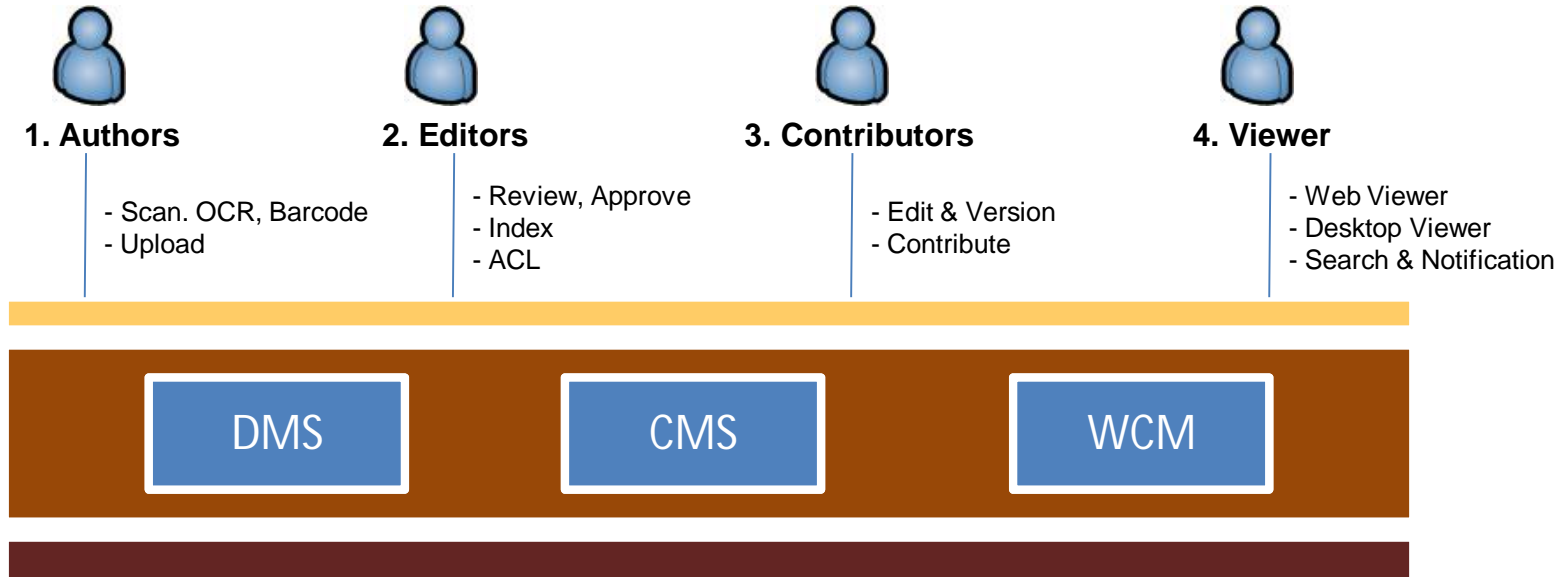 1. Authors
- Scan. OCR, Barcode
- Upload
2. Editors
- Review, Approve
- Index
- ACL
3. Contributors
- Edit & Version
- Contribute
4. Viewer
- Web Viewer
- Desktop Viewer
- Search & Notification
DMS
CMS
WCM